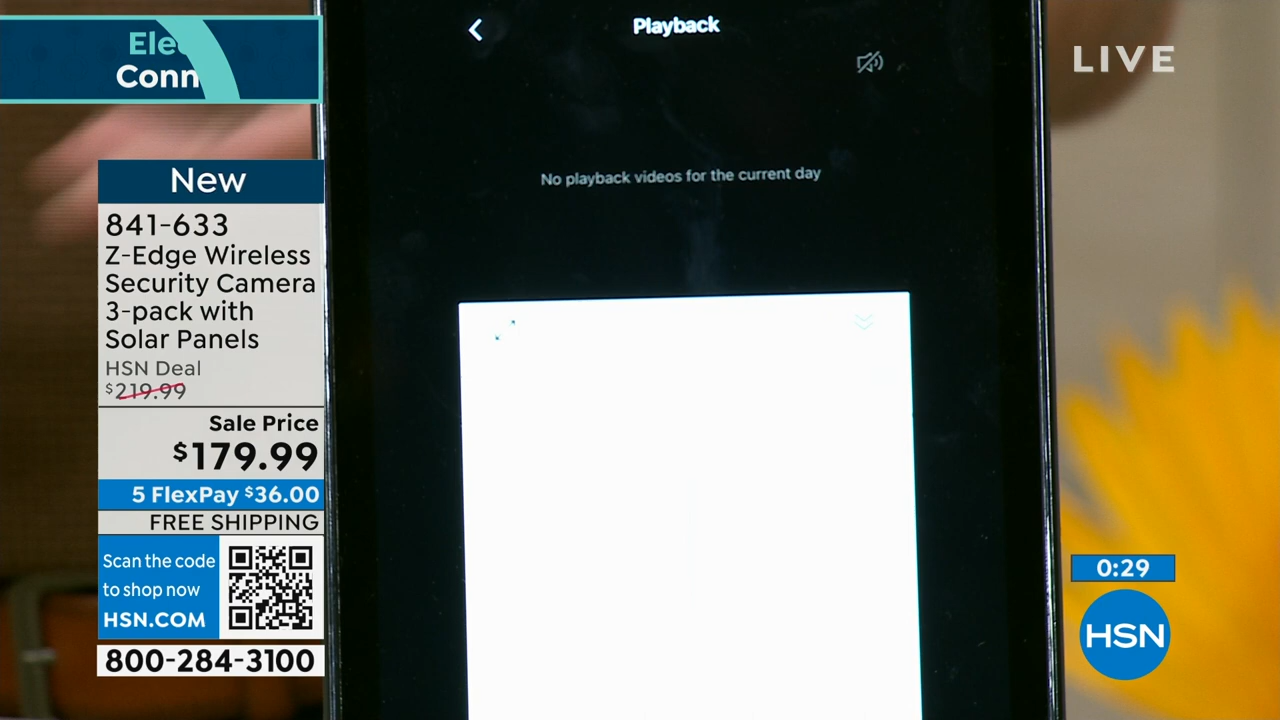 Conn
New
841-633
Z-Edge Wireless
Security Camera
3-pack with
Solar Panels
HSN Deal
$219.99
Sale Price
$179.99
5 FlexPay $36.00
FREE SHIPPING
Scan the code
to shop now
HSN.COM
800-284-3100
Playback
No playback videos for the current day
LIVE
0:29
HSN